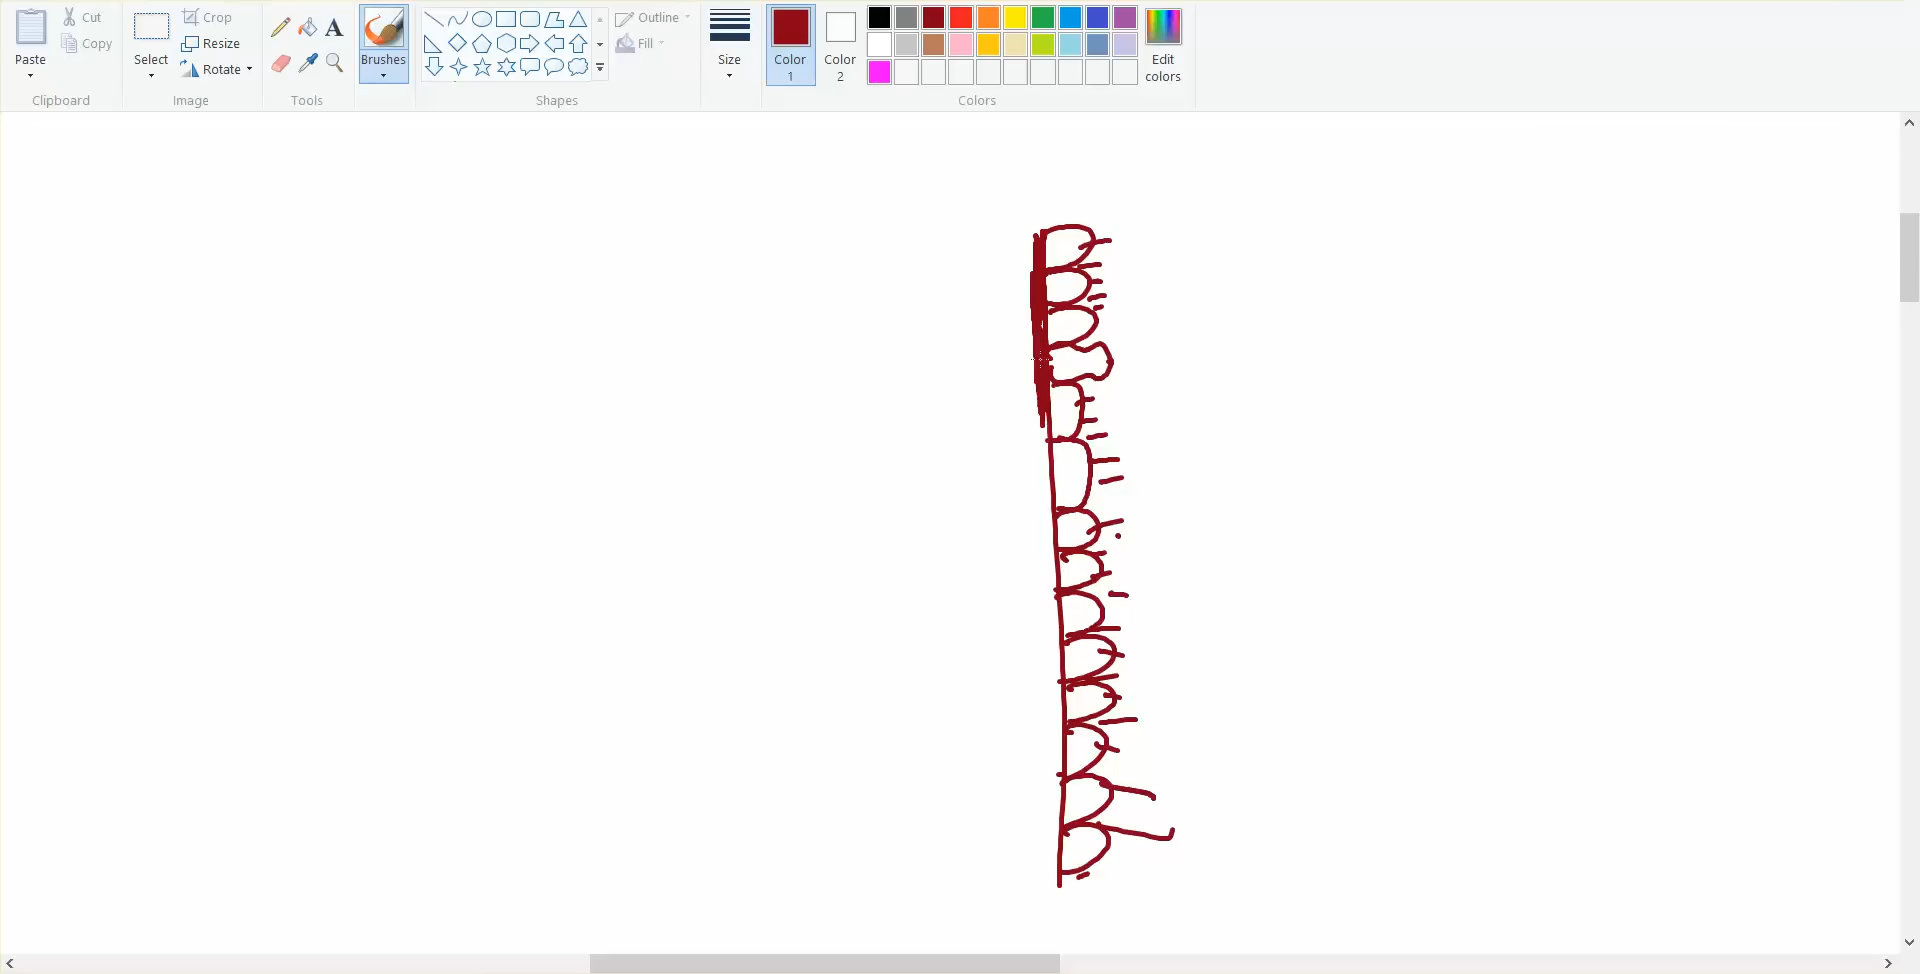 Paste
Cut
Copy
Clipboard
Select
Crop
Resize
Rotate
Image
A
Tools
Brushes
Outline
Fill
Shapes
Size
Color
1
Color
2
Edit
colors
Colors